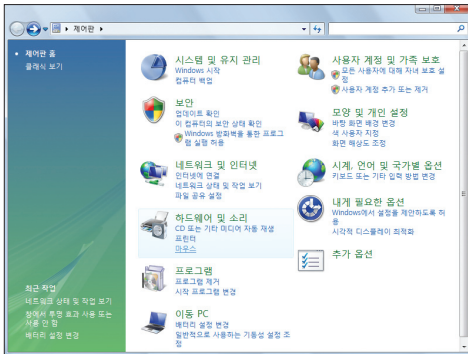 제어판
제어판 홈
클래식 보기
시스템 및 유지 관리
Windows 시작
컴퓨터 백업
보안
업데이트 확인
이 컴퓨터의 보안 상태 확인
Windows 방화벽을 통한 프로그
램 실행 허용
네트워크 및 인터넷
인터넷에 연결
네트워크 상태 및 작업 보기
파일 공유 설정
하드웨어 및 소리
CD 또는 기타 미디어 자동 재생
프린터
마우스
프로그램
프로그램 제거
시작 프로그램 변경
이동 PC
배터리 설정 변경
일반적으로 사용하는 기동성 설정 조
정
사용자 계정 및 가족 보호
모든 사용자에 대해 자녀 보호 설
정
사용자 계정 추가 또는 제거
모양 및 개인 설정
바탕 화면 배경 변경
색 사용자 지정
화면 해상도 조정
시계, 언어 및 국가별 옵션
키보드 또는 기타 입력 방법 변경
내게 필요한 옵션
Windows에서 설정을 제안하도록 허
용
시각적 디스플레이 최적화
추가 옵션
최근 작업
네트워크 상태 및 작업 보기
창에서 투명 효과 사용 또는
사용 안 함
배터리 설정 변경